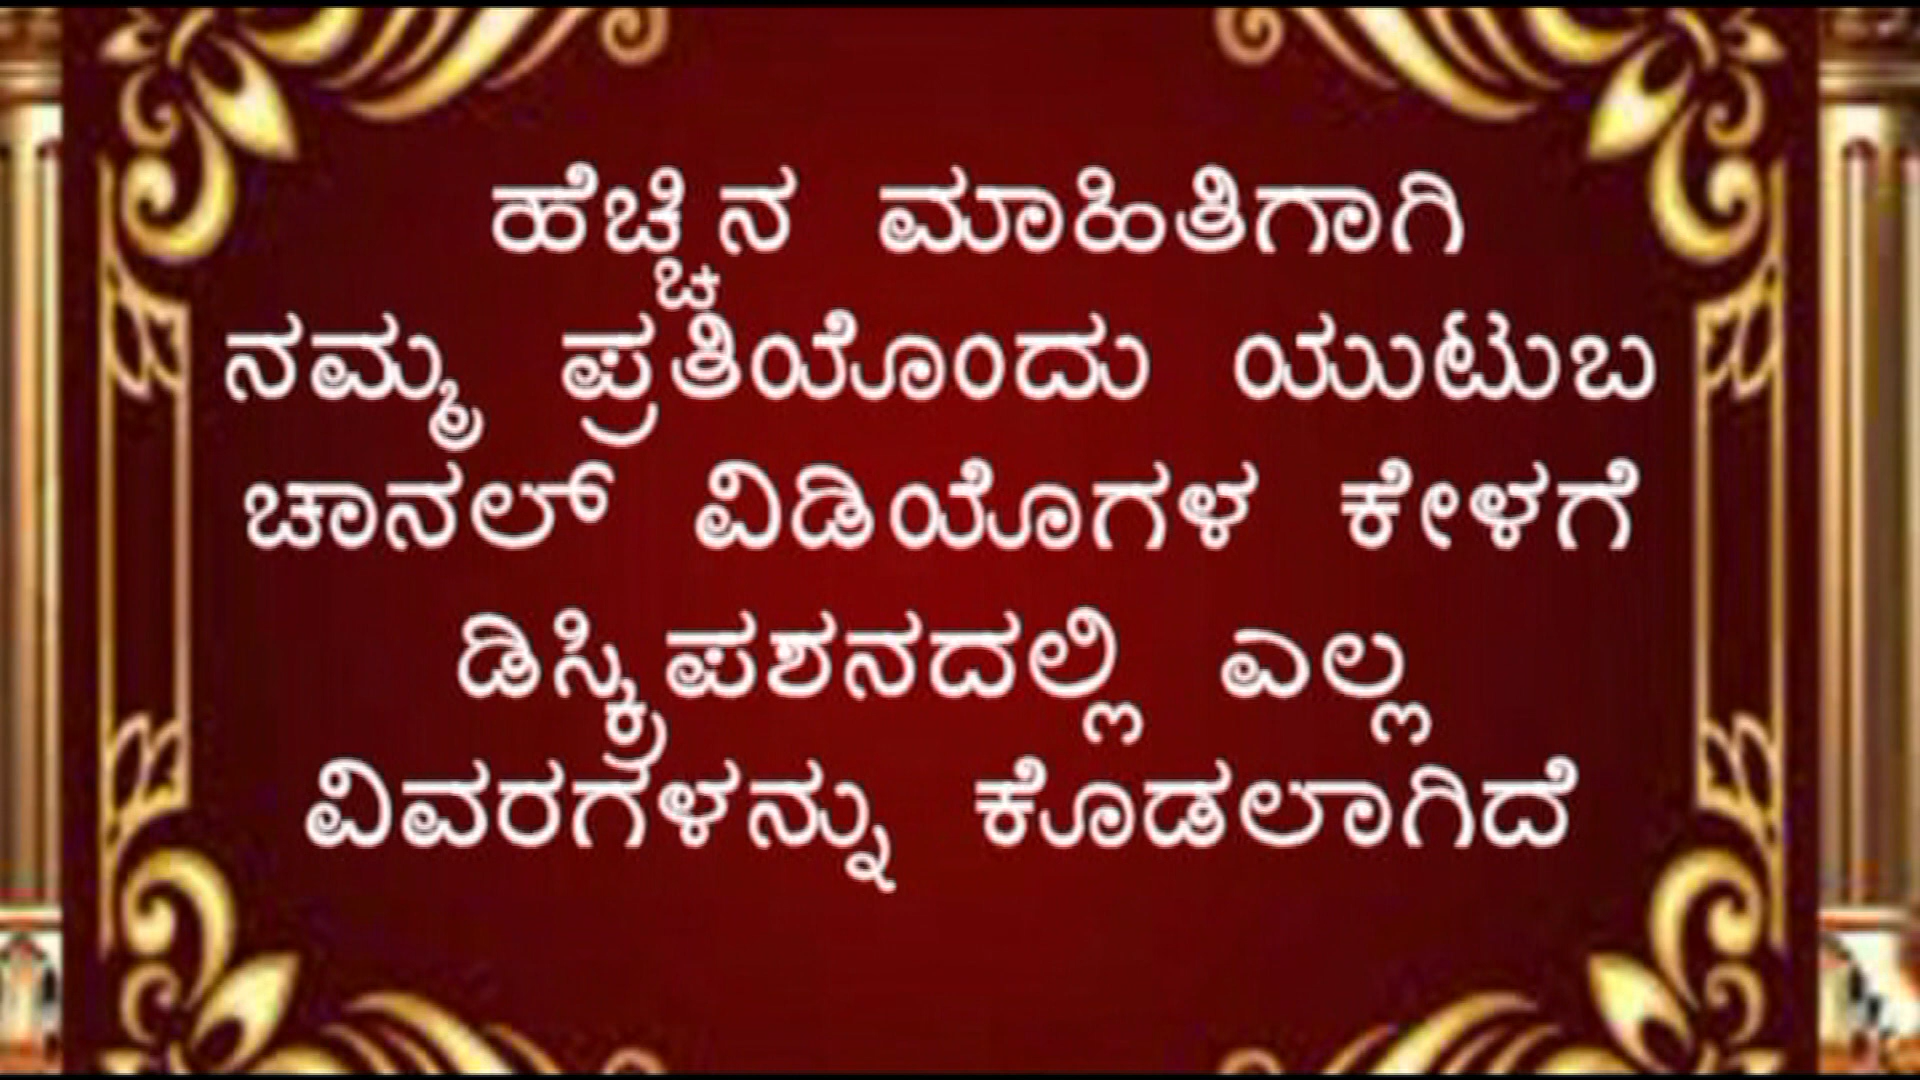 ಹೆಚ್ಚಿನ ಮಾಹಿತಿಗಾಗಿ
ನಮ್ಮ ಪ್ರತಿಯೊಂದು ಯುಟುಬ
ಚಾನಲ್ ವಿಡಿಯೊಗಳ ಕೇಳಗೆ
ಡಿಸ್ಕ್ರಿಪಶನದಲ್ಲಿ ಎಲ್ಲ
ವಿವರಗಳನ್ನು ಕೊಡಲಾಗಿದೆ